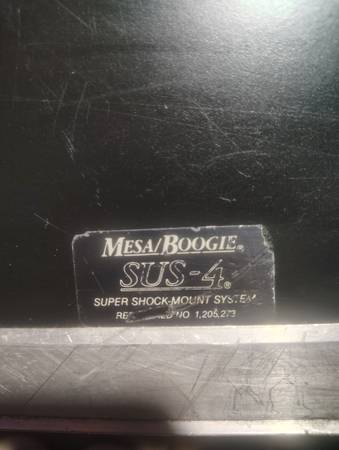 MESA/BOOGIE®
SUS-4®
SUPER SHOCK-MOUNT SYSTEM
NO 1,205,273